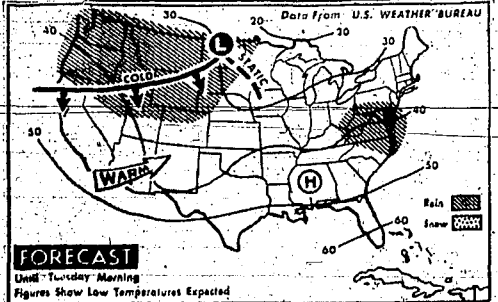 Data From U.S. WEATHER BUREAU
30
20
20
30
40
L
COLD
STATIC
40
50
WARM
H
50
Rain
Snow
60
60
FORECAST
Until Tuesday Morning
Figures Show Low Temperatures Expected